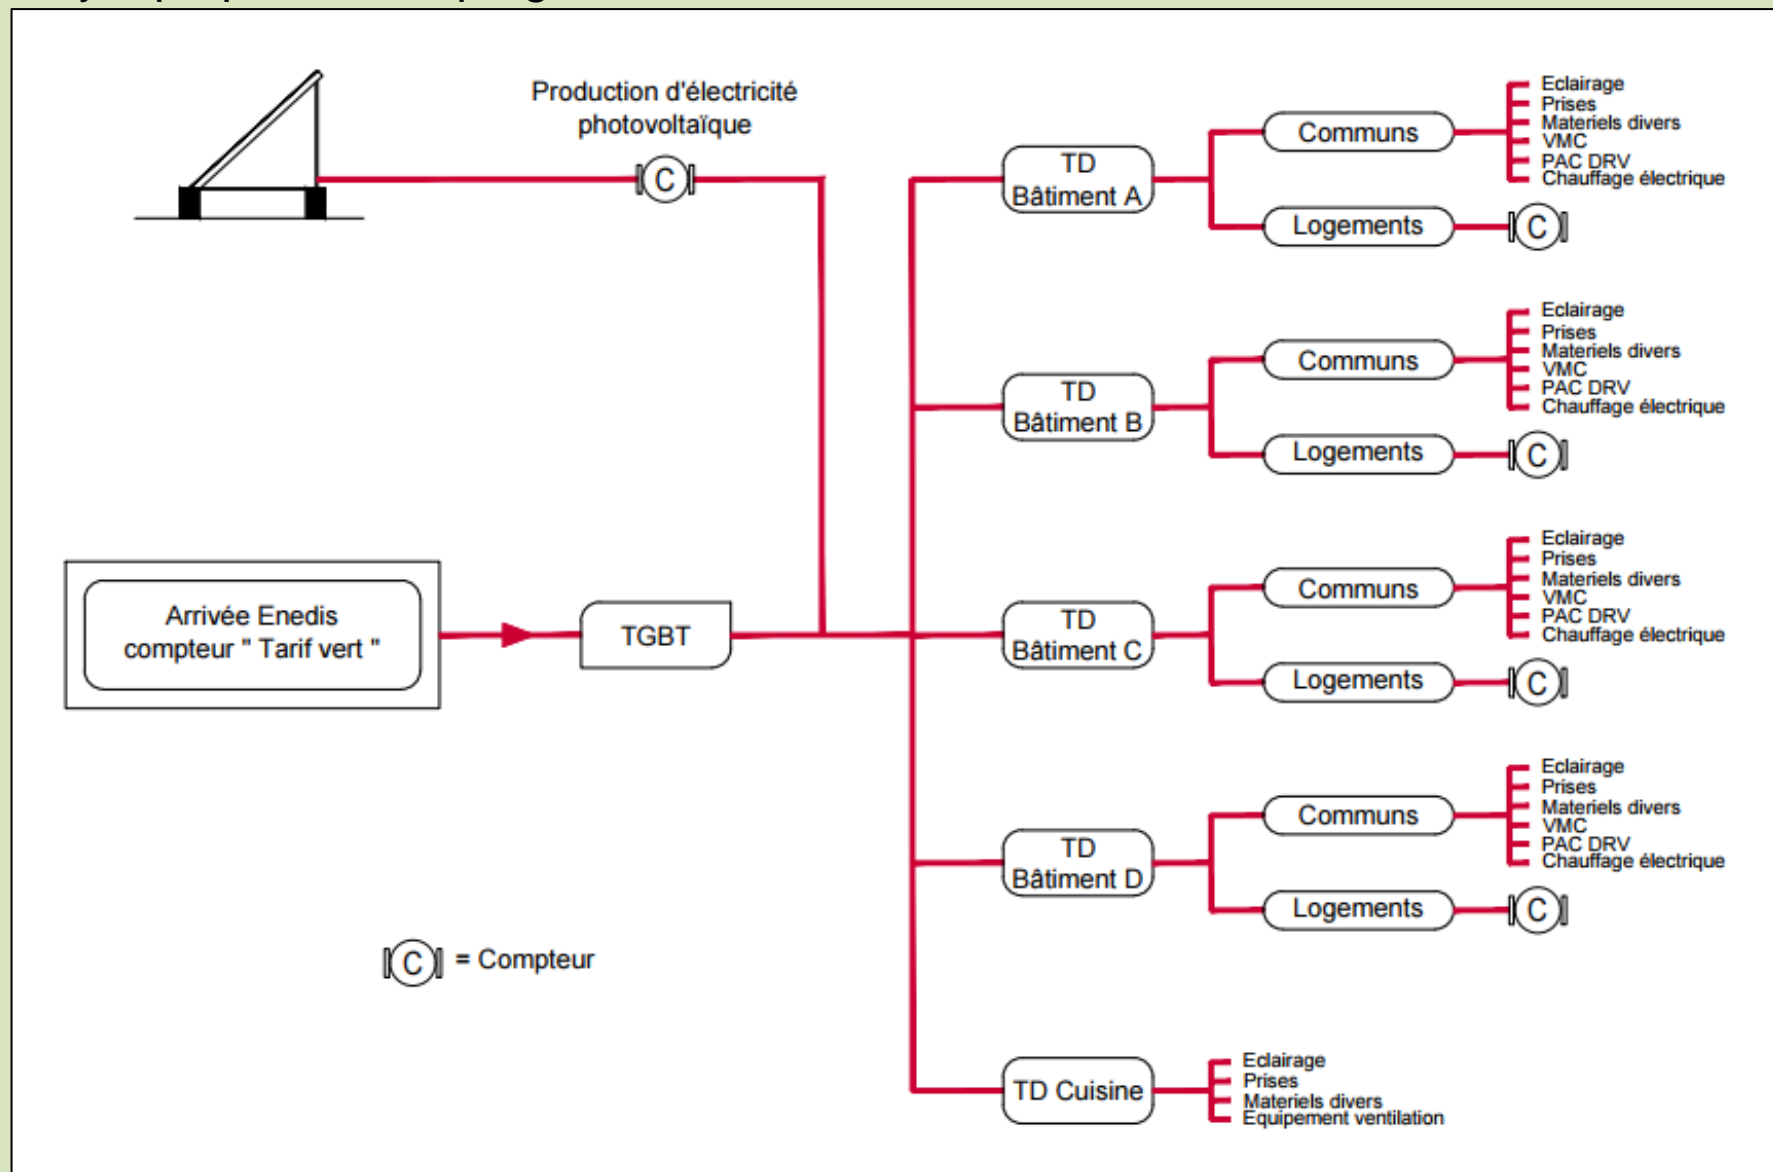 Production d'électricité
photovoltaïque
C
Arrivée Enedis
compteur " Tarif vert "
TGBT
C = Compteur
TD
Bâtiment A
Communs
Eclairage
Prises
Materiels divers
VMC
PAC DRV
Chauffage électrique
Logements
C
TD
Bâtiment B
Communs
Eclairage
Prises
Materiels divers
VMC
PAC DRV
Chauffage électrique
Logements
C
TD
Bâtiment C
Communs
Eclairage
Prises
Materiels divers
VMC
PAC DRV
Chauffage électrique
Logements
C
TD
Bâtiment D
Communs
Eclairage
Prises
Materiels divers
VMC
PAC DRV
Chauffage électrique
Logements
C
TD Cuisine
Eclairage
Prises
Materiels divers
Equipement ventilation